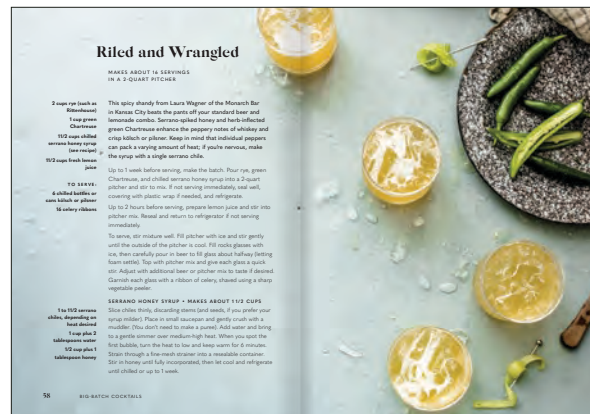 Riled and Wrangled
MAKES ABOUT 16 SERVINGS
IN A 2-QUART PITCHER
2 cups rye (such as
Rittenhouse)
1 cup green
Chartreuse
11/2 cups chilled
serrano honey syrup
(see recipe)
11/2 cups fresh lemon
juice
TO SERVE:
6 chilled bottles or
cans kölsch or pilsner
16 celery ribbons
This spicy shandy from Laura Wagner of the Monarch Bar
in Kansas City beats the pants off your standard beer and
lemonade combo. Serrano-spiked honey and herb-inflected
green Chartreuse enhance the peppery notes of whiskey and
crisp kölsch or pilsner. Keep in mind that individual peppers
can pack a varying amount of heat; if you're nervous, make
the syrup with a single serrano chile.
Up to 1 week before serving, make the batch. Pour rye, green
Chartreuse, and chilled serrano honey syrup into a 2-quart
pitcher and stir to mix. If not serving immediately, seal well,
covering with plastic wrap if needed, and refrigerate.
Up to 2 hours before serving, prepare lemon juice and stir into
pitcher mix. Reseal and return to refrigerator if not serving
immediately.
To serve, stir mixture well. Fill pitcher with ice and stir gently
until the outside of the pitcher is cool. Fill rocks glasses with
ice, then carefully pour in beer to fill glass about halfway (letting
foam settle). Top with pitcher mix and give each glass a quick
stir. Adjust with additional beer or pitcher mix to taste if desired.
Garnish each glass with a ribbon of celery, shaved using a sharp
vegetable peeler.
SERRANO HONEY SYRUP • MAKES ABOUT 11/2 CUPS
1 to 11/2 serrano
chiles, depending on
heat desired
1 cup plus 2
tablespoons water
1/2 cup plus 1
tablespoon honey
Slice chiles thinly, discarding stems (and seeds, if you prefer your
syrup milder). Place in small saucepan and gently crush with a
muddler. (You don't need to make a puree). Add water and bring
to a gentle simmer over medium-high heat. When you spot the
first bubble, turn the heat to low and keep warm for 6 minutes.
Strain through a fine-mesh strainer into a resealable container.
Stir in honey until fully incorporated, then let cool and refrigerate
until chilled or up to 1 week.
58 BIG-BATCH COCKTAILS